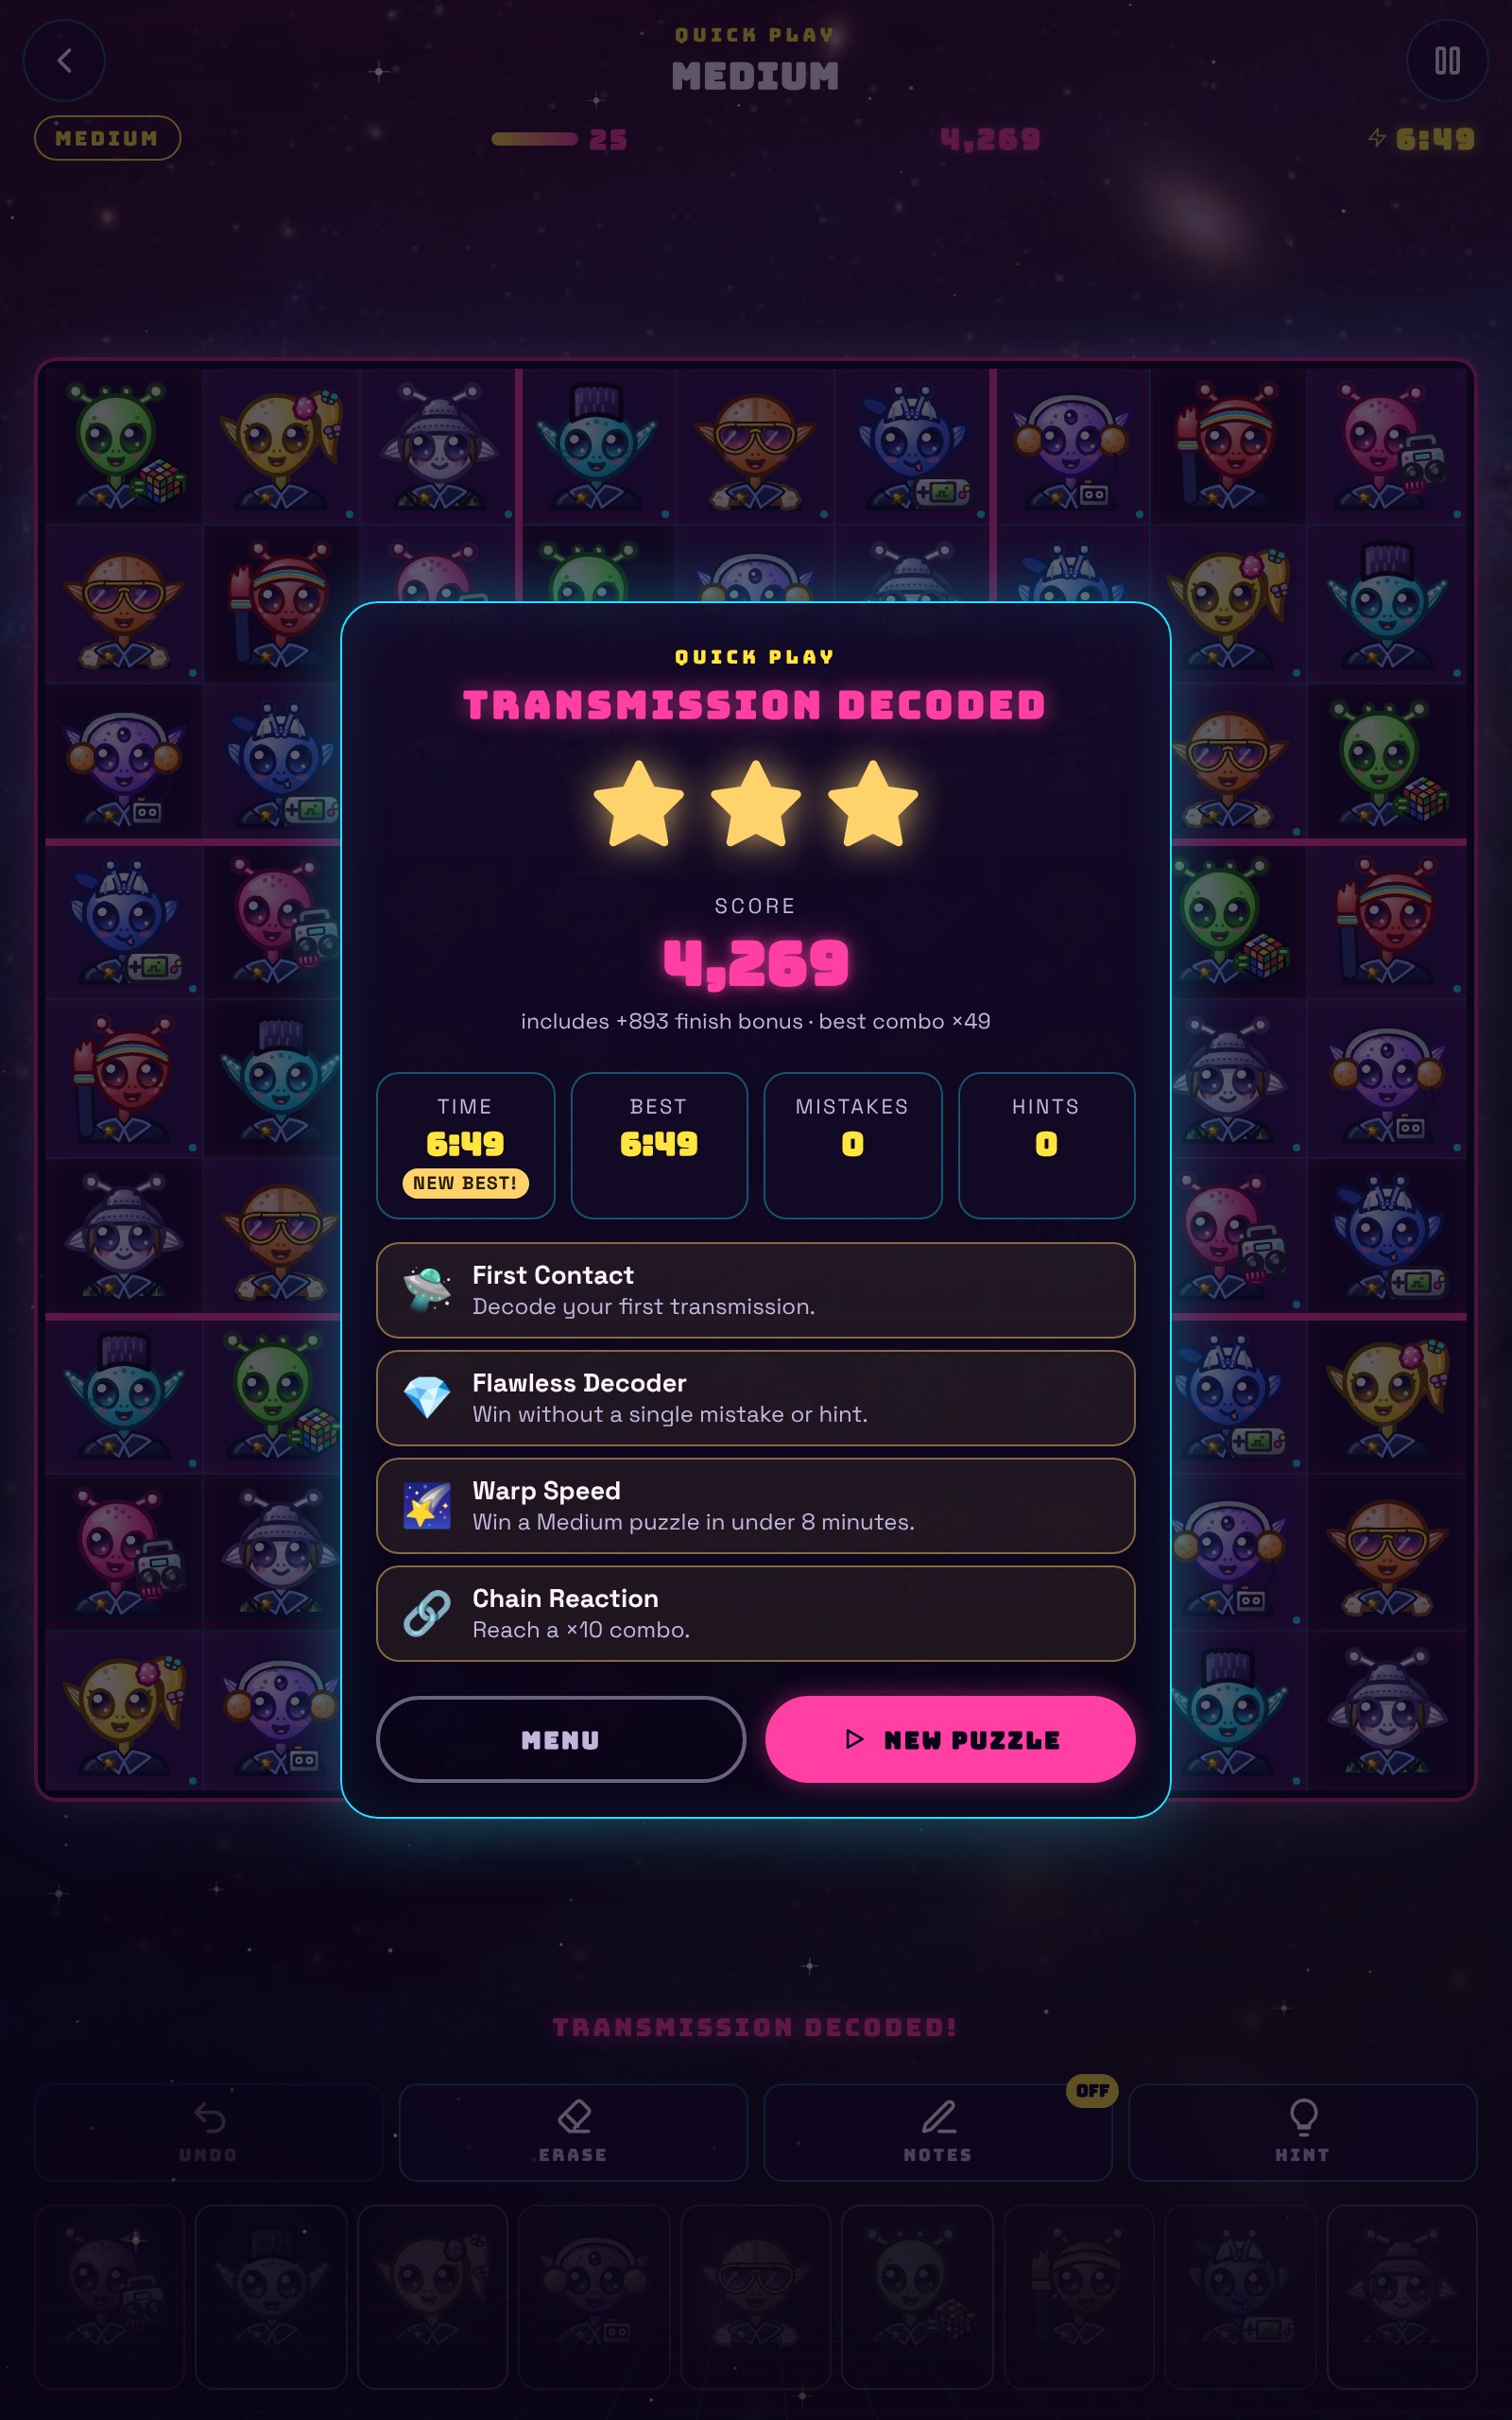 QUICK PLAY
MEDIUM
MEDIUM
25
4,269
6:49
QUICK PLAY
TRANSMISSION DECODED
SCORE
4,269
includes +893 finish bonus · best combo ×49
TIME
6:49
NEW BEST!
BEST
6:49
MISTAKES
0
HINTS
0
First Contact
Decode your first transmission.
Flawless Decoder
Win without a single mistake or hint.
Warp Speed
Win a Medium puzzle in under 8 minutes.
Chain Reaction
Reach a ×10 combo.
MENU
NEW PUZZLE
TRANSMISSION DECODED!
UNDO
ERASE
OFF
NOTES
HINT